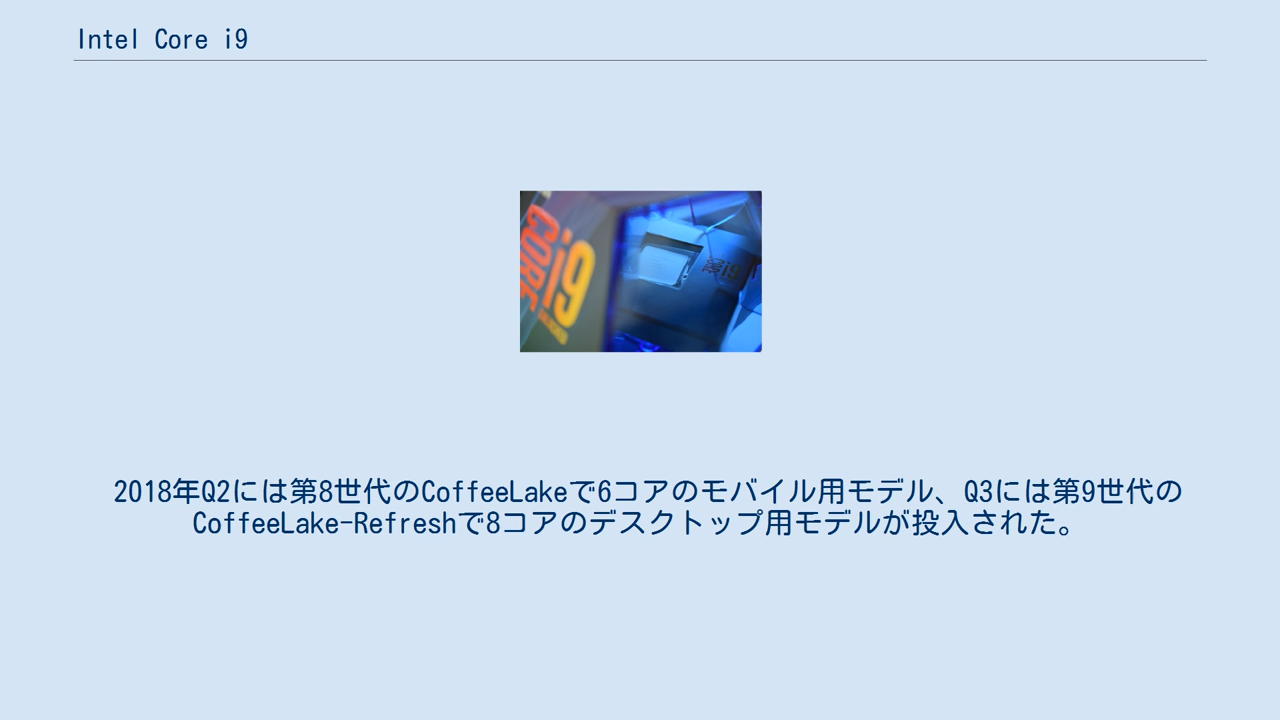 Intel Core i9
CORE
i9
CORE i9
2018年Q2には第8世代のCoffeeLakeで6コアのモバイル用モデル、Q3には第9世代の
CoffeeLake-Refreshで8コアのデスクトップ用モデルが投入された。